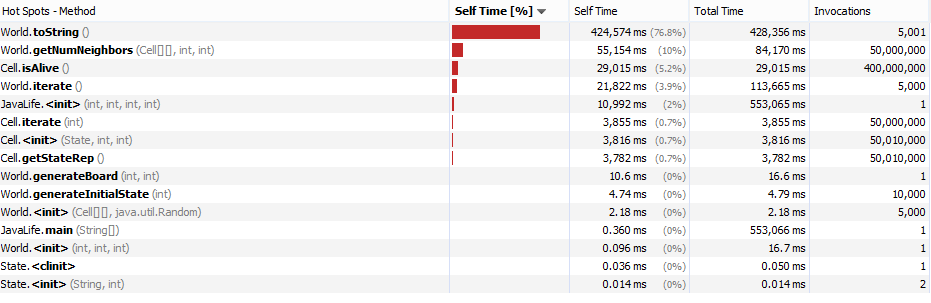 Hot Spots - Method Self Time [%] Self Time Total Time Invocations
World.toString () 424,574 ms (76.8%) 428,356 ms 5,001
World.getNumNeighbors (Cell[][], int, int) 55,154 ms (10%) 84,170 ms 50,000,000
Cell.isAlive () 29,015 ms (5.2%) 29,015 ms 400,000,000
World.iterate () 21,822 ms (3.9%) 113,665 ms 5,000
JavaLife.<init> (int, int, int, int) 10,992 ms (2%) 553,065 ms 1
Cell.iterate (int) 3,855 ms (0.7%) 3,855 ms 50,000,000
Cell.<init> (State, int, int) 3,816 ms (0.7%) 3,816 ms 50,010,000
Cell.getStateRep () 3,782 ms (0.7%) 3,782 ms 50,010,000
World.generateBoard (int, int) 10.6 ms (0%) 16.6 ms 1
World.generateInitialState (int) 4.74 ms (0%) 4.79 ms 10,000
World.<init> (Cell[][], java.util.Random) 2.18 ms (0%) 2.18 ms 5,000
JavaLife.main (String[]) 0.360 ms (0%) 553,066 ms 1
World.<init> (int, int, int) 0.096 ms (0%) 16.7 ms 1
State.<clinit> 0.036 ms (0%) 0.050 ms 1
State.<init> (String, int) 0.014 ms (0%) 0.014 ms 2